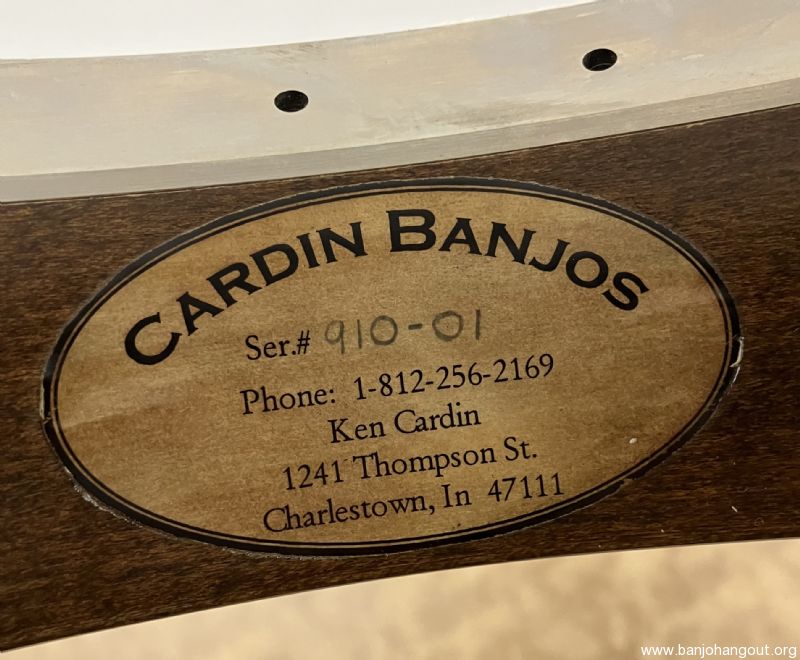 CARDIN BANJOS
Ser.# 910-01
Phone: 1-812-256-2169
Ken Cardin
1241 Thompson St.
Charlestown, In 47111
www.banjohangout.org